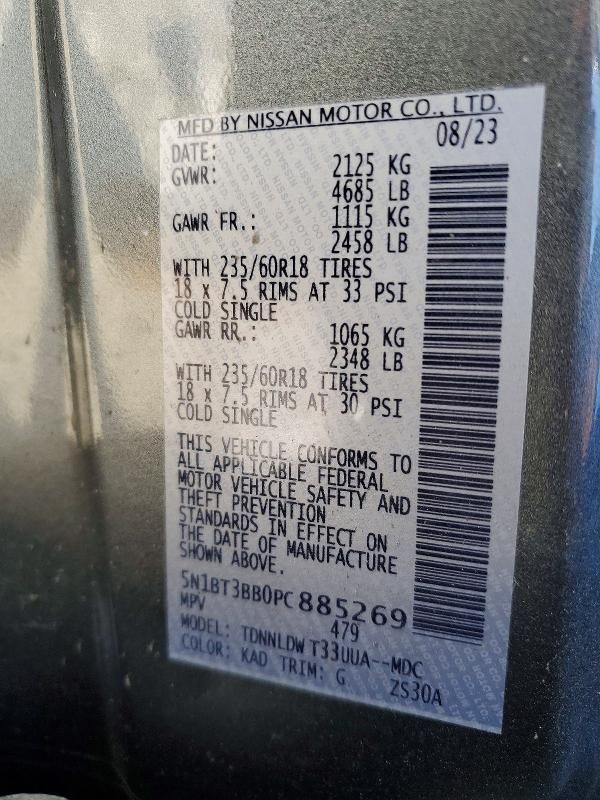 MFD BY NISSAN MOTOR CO., LTD.
DATE: 08/23
GVWR: 2125 KG
4685 LB
GAWR FR.: 1115 KG
2458 LB
WITH 235/60R18 TIRES
18 x 7.5 RIMS AT 33 PSI
COLD SINGLE
GAWR RR.: 1065 KG
2348 LB
WITH 235/60R18 TIRES
18 x 7.5 RIMS AT 30 PSI
COLD SINGLE
THIS VEHICLE CONFORMS TO
ALL APPLICABLE FEDERAL
MOTOR VEHICLE SAFETY AND
THEFT PREVENTION
STANDARDS IN EFFECT ON
THE DATE OF MANUFACTURE
SHOWN ABOVE.
5N1BT3BB0PC885269
MPV 479
MODEL: TDNNLDW T33UUA--MDC
COLOR: KAD TRIM: G ZS30A